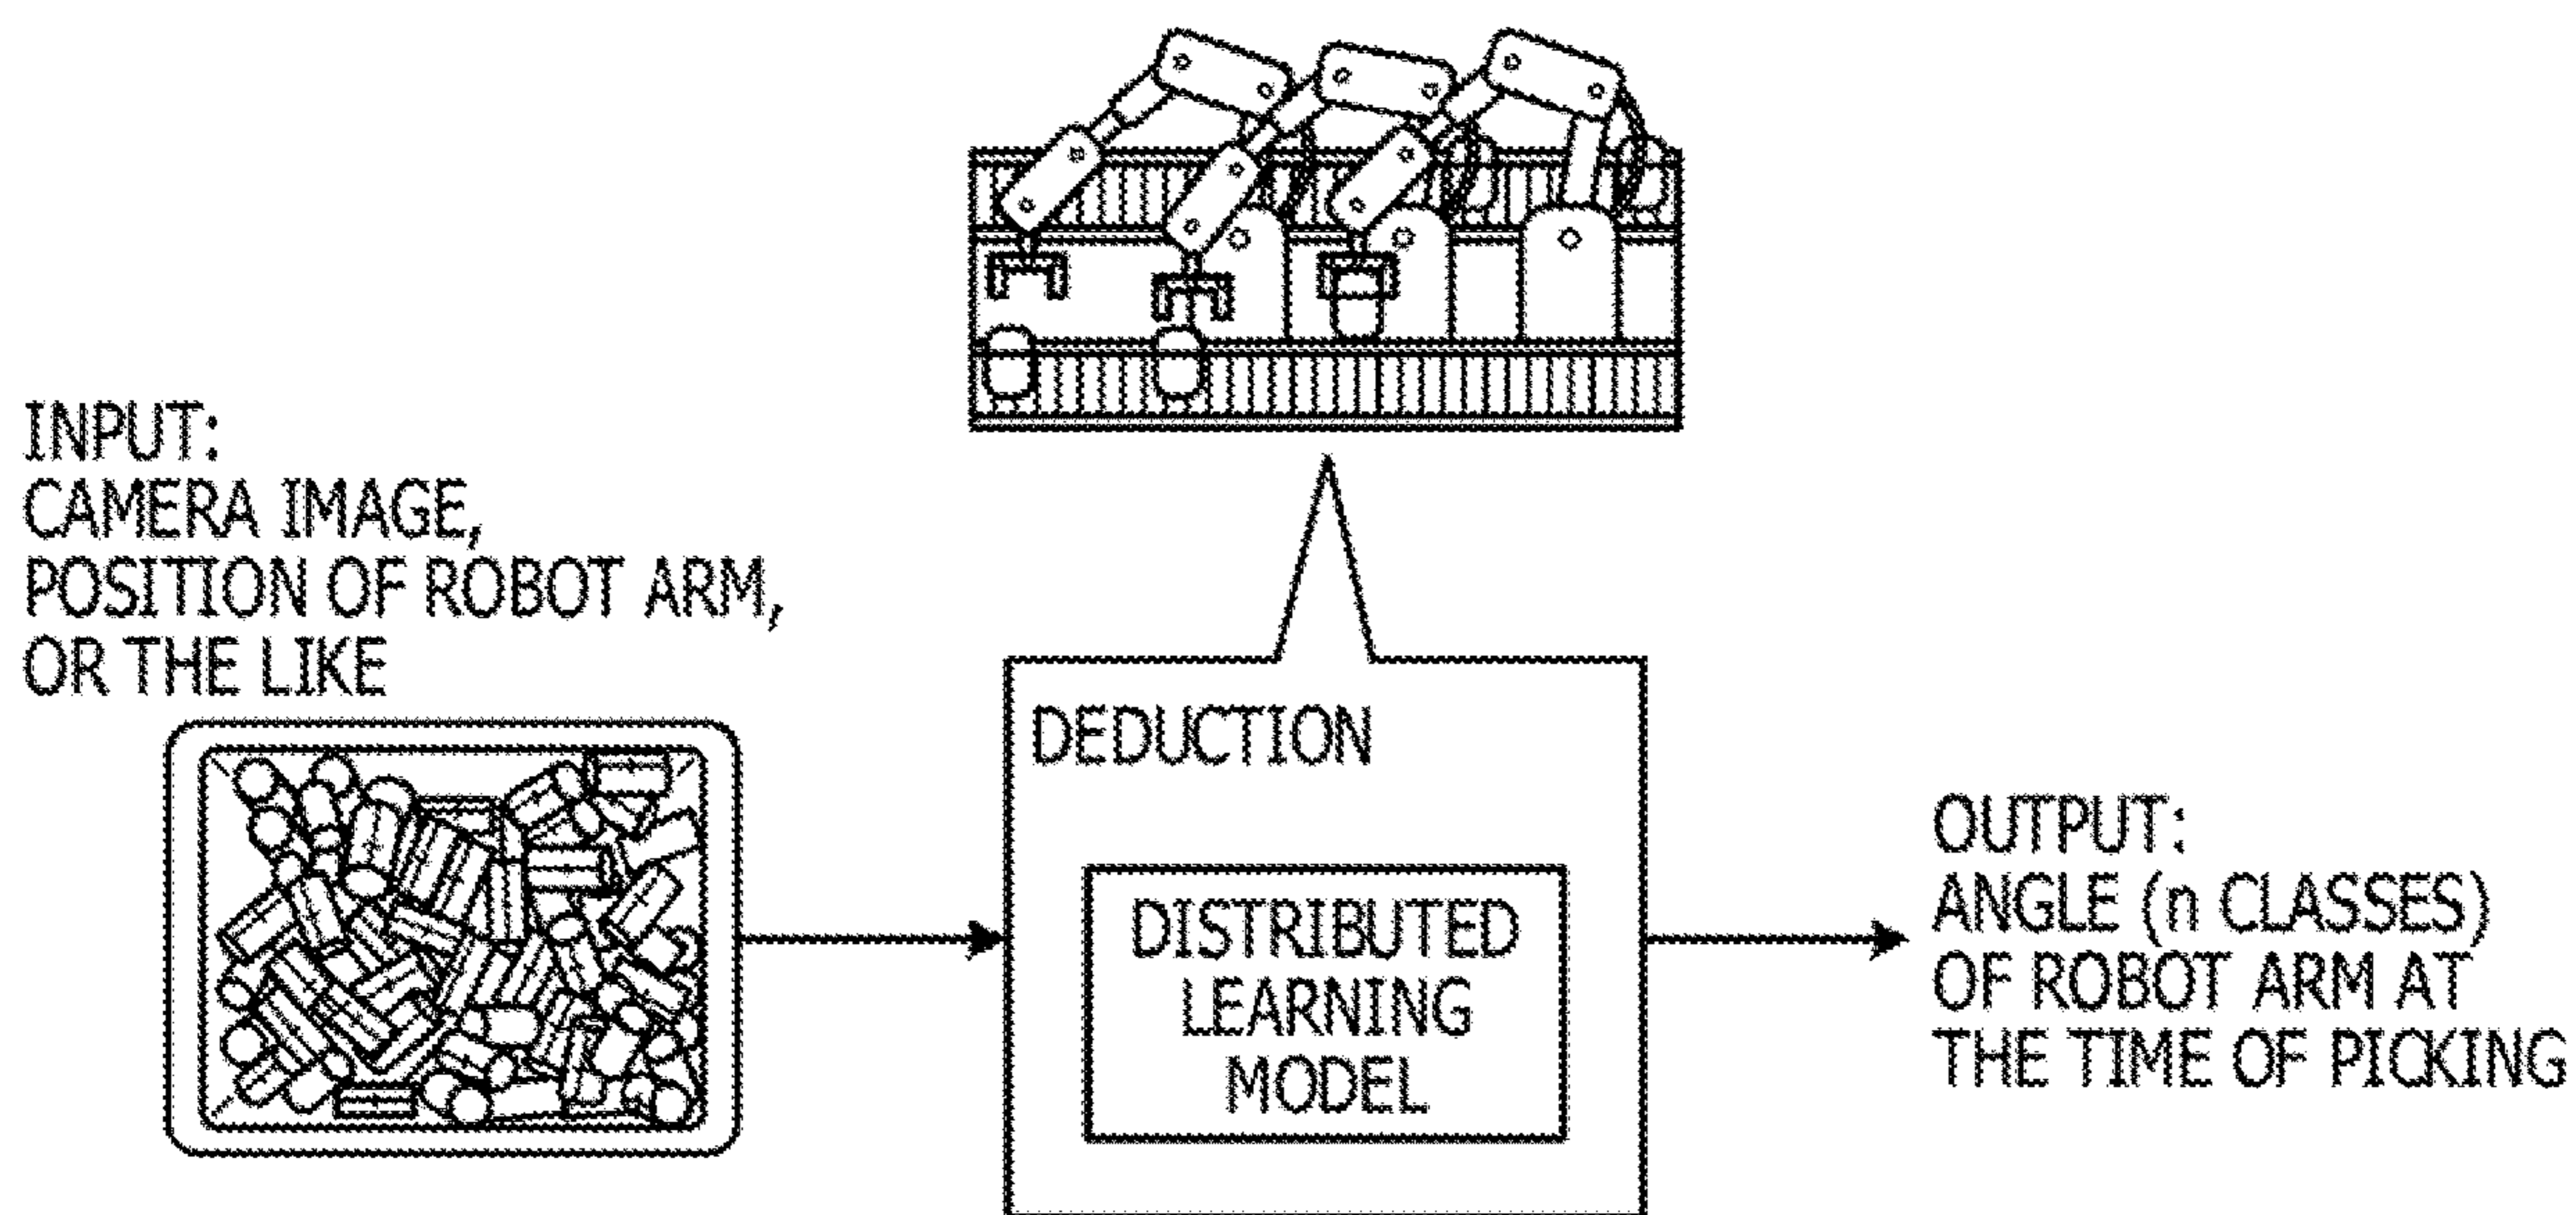 INPUT:
CAMERA IMAGE,
POSITION OF ROBOT ARM,
OR THE LIKE
DEDUCTION
DISTRIBUTED
LEARNING
MODEL
OUTPUT:
ANGLE (n CLASSES)
OF ROBOT ARM AT
THE TIME OF PICKING